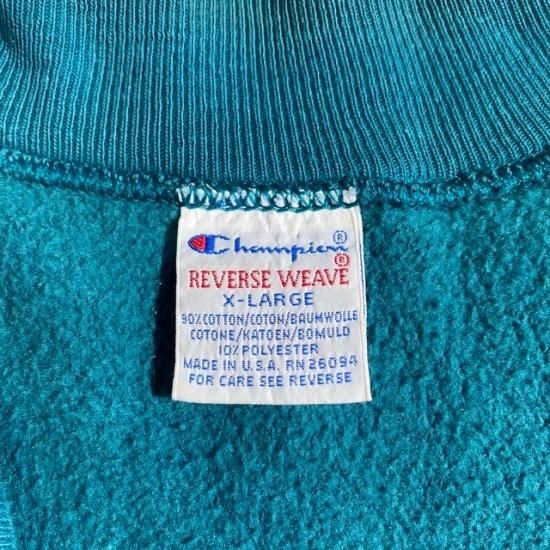 Champion®
REVERSE WEAVE®
X-LARGE
90% COTTON/COTON/BAUMWOLLE
COTONE/KATOEN/BOMULD
10% POLYESTER
MADE IN U.S.A. RN 26094
FOR CARE SEE REVERSE